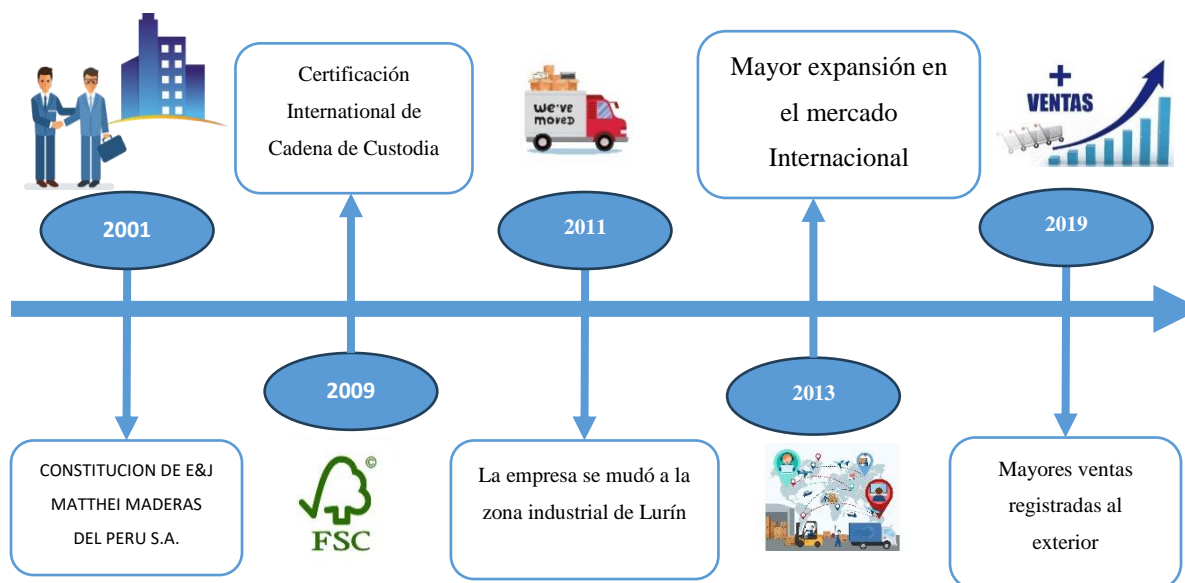 2001
CONSTITUCION DE E&J
MATTHEI MADERAS
DEL PERU S.A.
Certificación
International de
Cadena de Custodia
2009
©
FSC
WE'VE
MOVED
2011
La empresa se mudó a la
zona industrial de Lurín
Mayor expansión en
el mercado
Internacional
2013
+
VENTAS
2019
Mayores ventas
registradas al
exterior